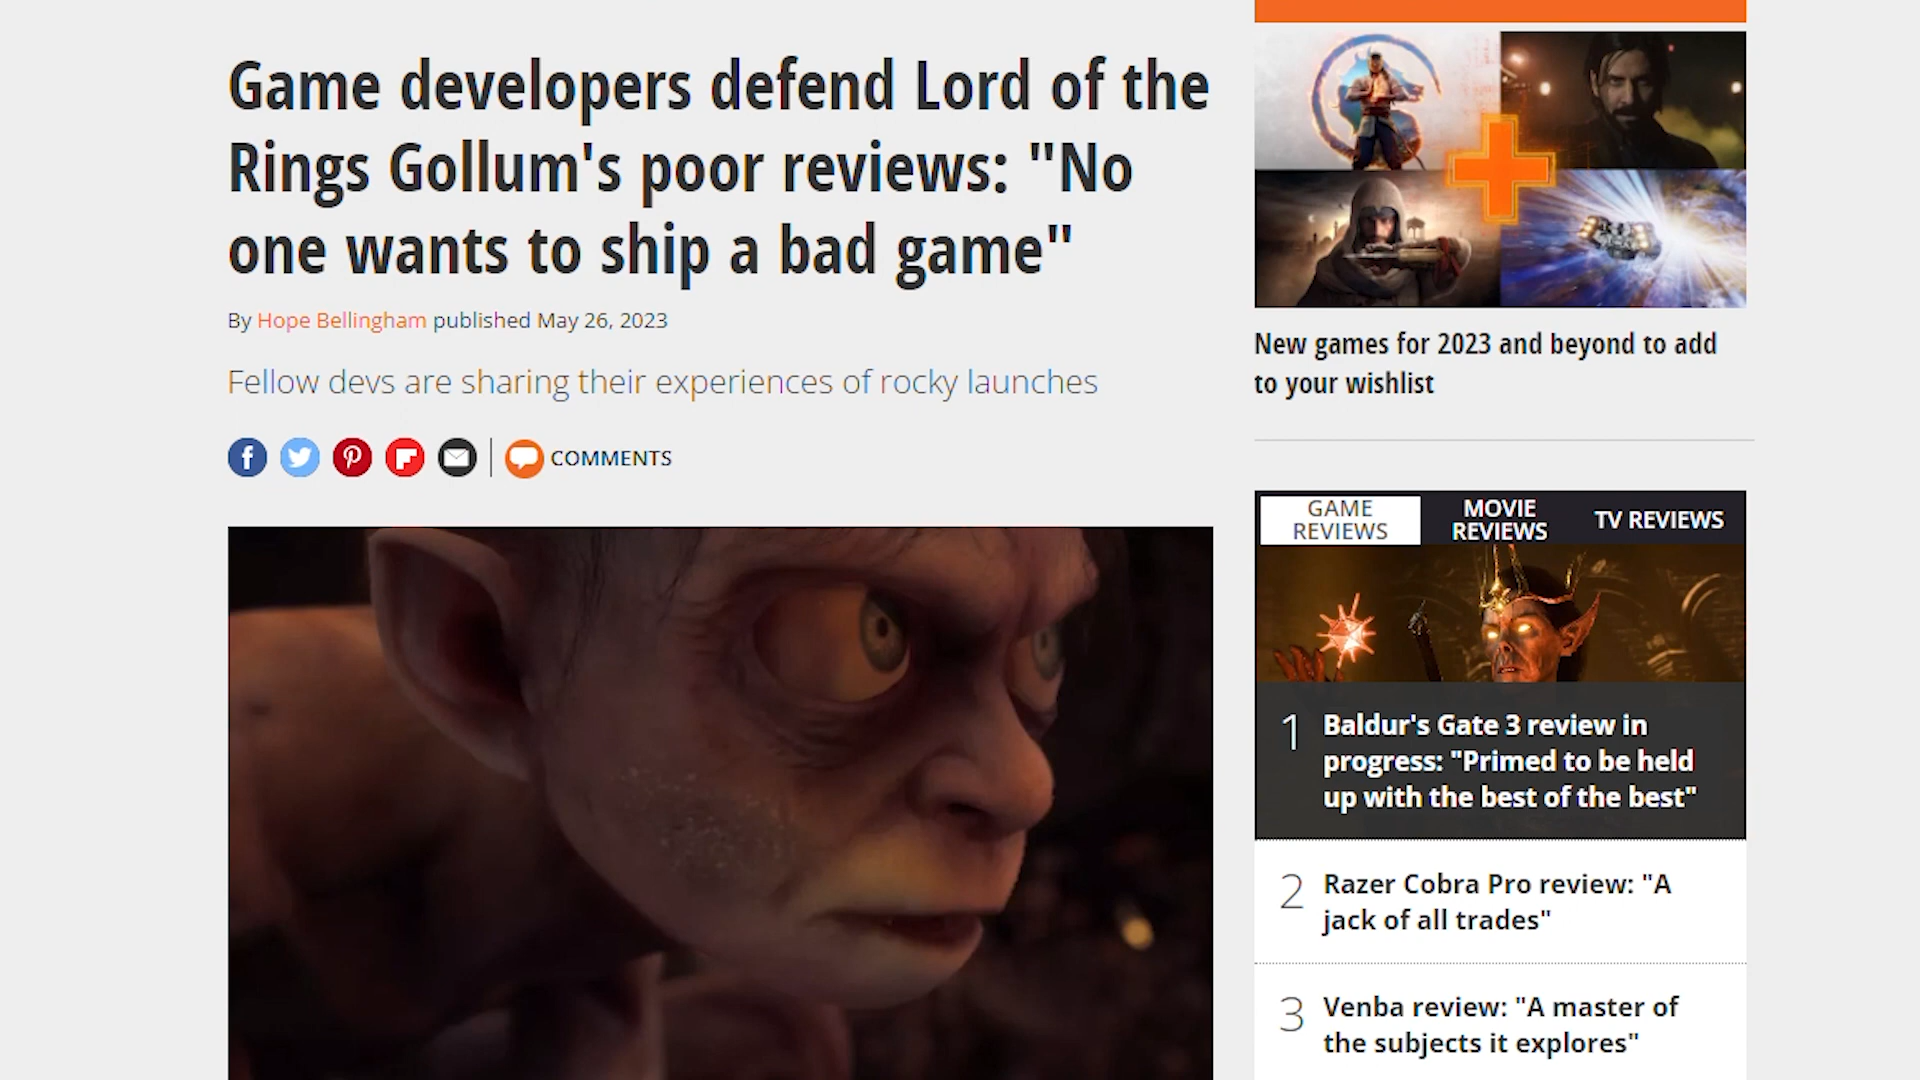 Game developers defend Lord of the
Rings Gollum's poor reviews: "No
one wants to ship a bad game"
By Hope Bellingham published May 26, 2023
Fellow devs are sharing their experiences of rocky launches
COMMENTS
New games for 2023 and beyond to add
to your wishlist
GAME
REVIEWS
MOVIE
REVIEWS
TV REVIEWS
1
Baldur's Gate 3 review in
progress: "Primed to be held
up with the best of the best"
2
Razer Cobra Pro review: "A
jack of all trades"
3
Venba review: "A master of
the subjects it explores"